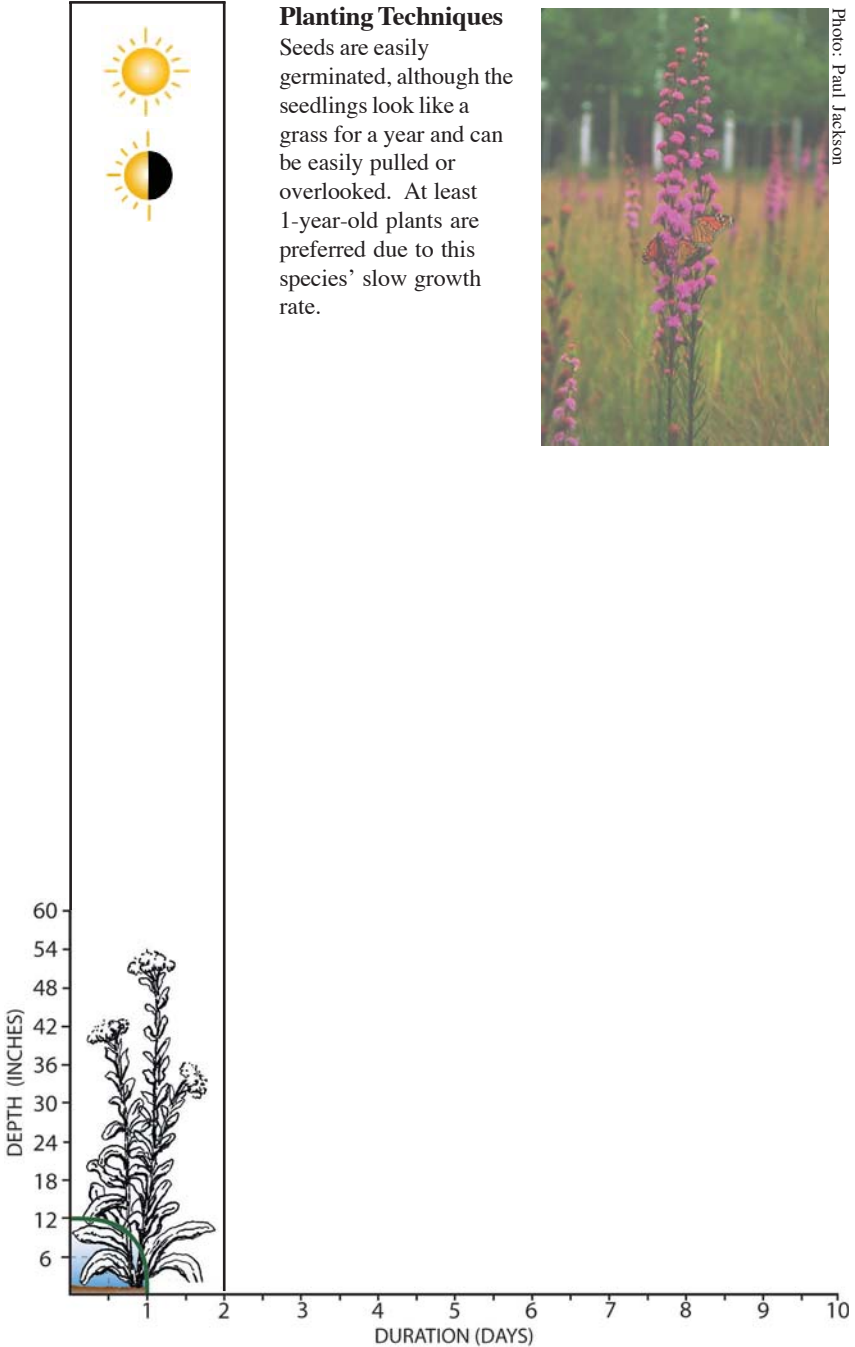 Planting Techniques
Seeds are easily
germinated, although the
seedlings look like a
grass for a year and can
be easily pulled or
overlooked. At least
1-year-old plants are
preferred due to this
species’ slow growth
rate.
Photo: Paul Jackson
60
54
48
42
36
30
24
18
12
6
DEPTH (INCHES)
1 2 3 4 5 6 7 8 9 10
DURATION (DAYS)